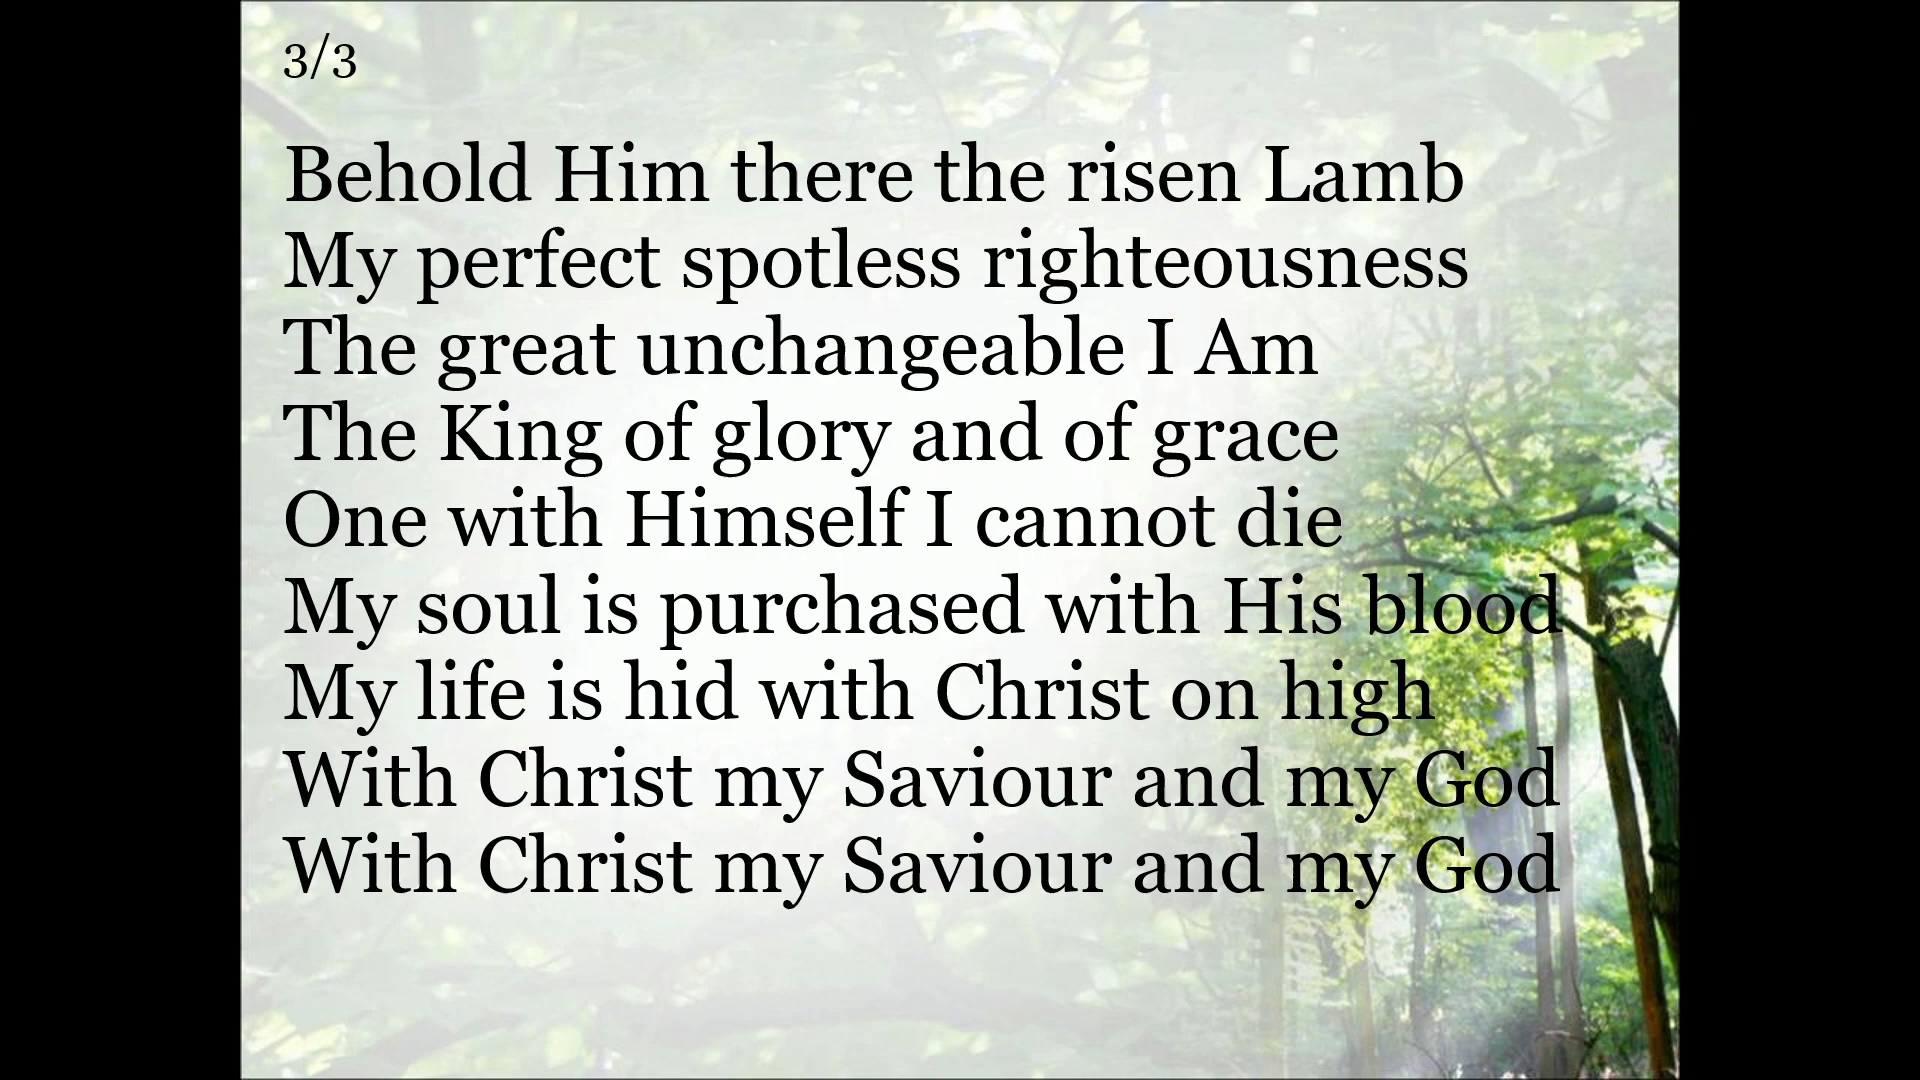 3/3
Behold Him there the risen Lamb
My perfect spotless righteousness
The great unchangeable I Am
The King of glory and of grace
One with Himself I cannot die
My soul is purchased with His blood
My life is hid with Christ on high
With Christ my Saviour and my God
With Christ my Saviour and my God